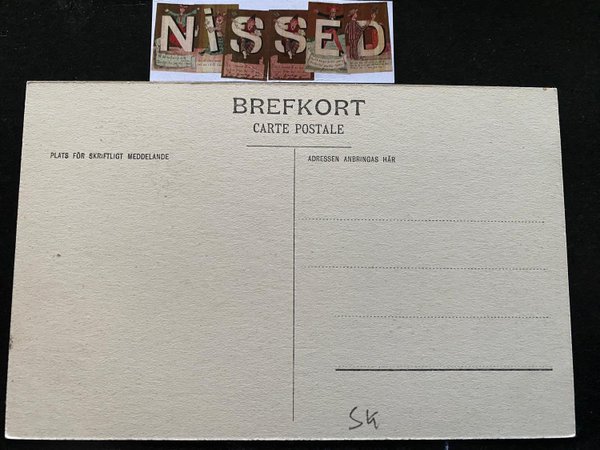 NiSSED
BREFKORT
CARTE POSTALE
PLATS FÖR SKRIFTLIGT MEDDELANDE
ADRESSEN ANBRINGAS HÄR
SK